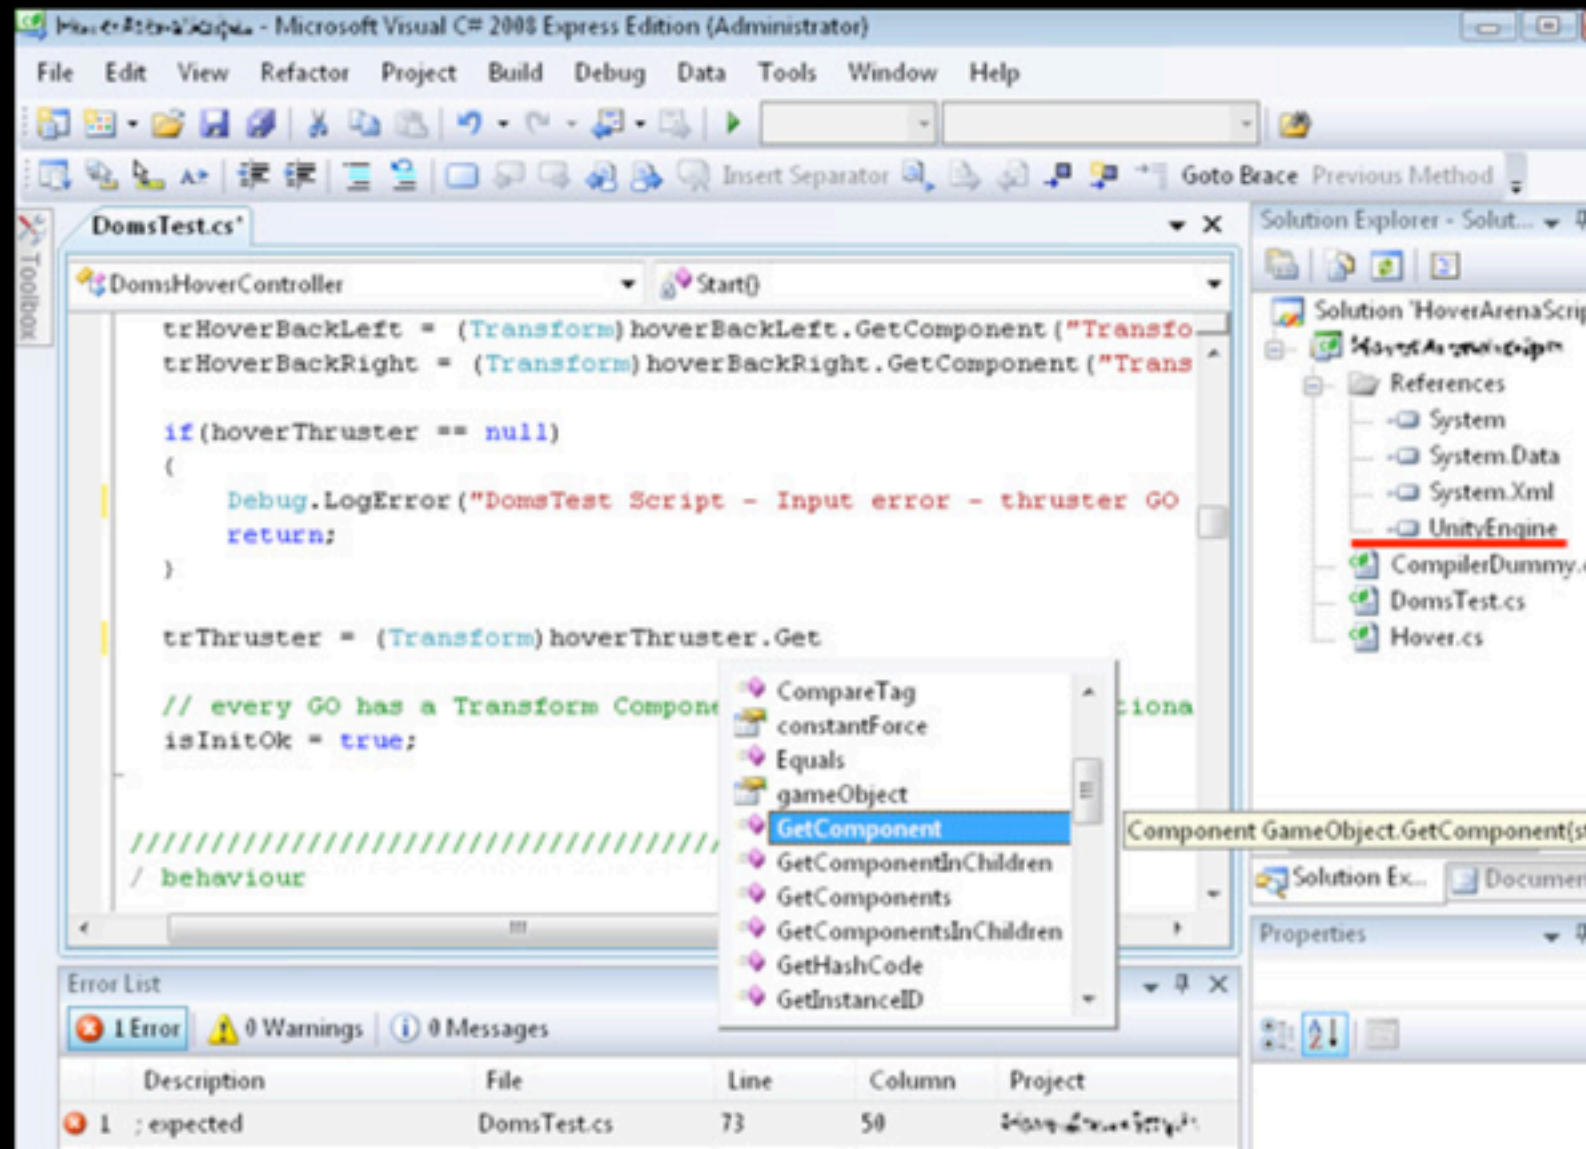 - Microsoft Visual C# 2008 Express Edition (Administrator)
File Edit View Refactor Project Build Debug Data Tools Window Help
Insert Separator Goto Brace Previous Method
Toolbox
DomsTest.cs*
DomsHoverController Start()
trHoverBackLeft = (Transform)hoverBackLeft.GetComponent("Transfo
trHoverBackRight = (Transform)hoverBackRight.GetComponent("Trans
if(hoverThruster == null)
{
Debug.LogError("DomsTest Script - Input error - thruster GO
return;
}
trThruster = (Transform)hoverThruster.Get
// every GO has a Transform Compone tiona
isInitOk = true;
/////////////////////////////////////
/ behaviour
CompareTag
constantForce
Equals
gameObject
GetComponent
GetComponentInChildren
GetComponents
GetComponentsInChildren
GetHashCode
GetInstanceID
Component GameObject.GetComponent(st
Solution Explorer - Solut...
Solution 'HoverArenaScrip
References
System
System.Data
System.Xml
UnityEngine
CompilerDummy.c
DomsTest.cs
Hover.cs
Solution Ex... Documen
Properties
Error List
1 Error 0 Warnings 0 Messages
Description File Line Column Project
1 ; expected DomsTest.cs 73 50